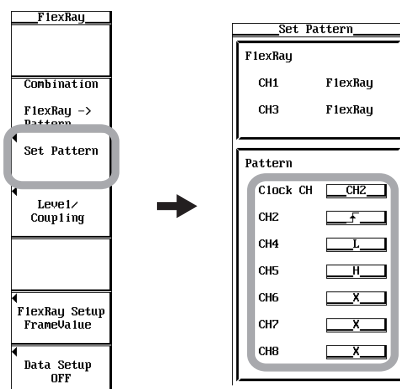 FlexRay
Combination
FlexRay ->
Pattern
Set Pattern
Level/
Coupling
FlexRay Setup
FrameValue
Data Setup
OFF
Set Pattern
FlexRay
CH1 FlexRay
CH3 FlexRay
Pattern
Clock CH CH2
CH2
CH4 L
CH5 H
CH6 X
CH7 X
CH8 X